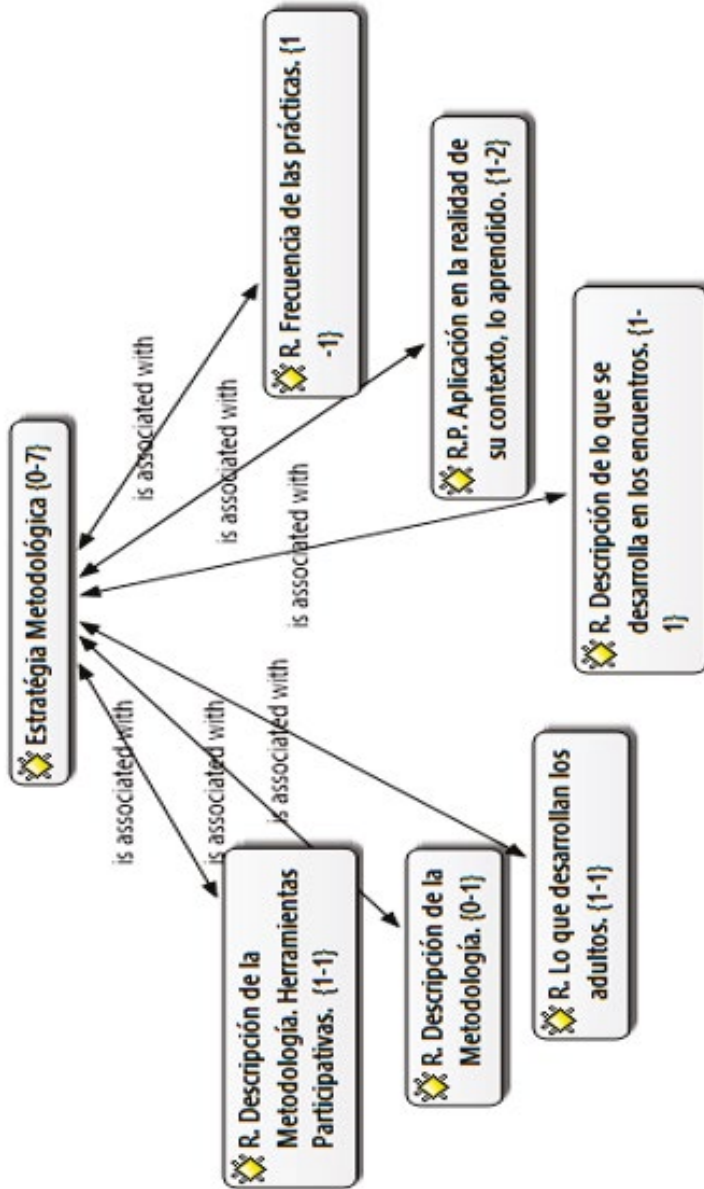 Estratégia Metodológica {0-7}
is associated with
is associated with
is associated with
is associated with
is associated with
is associated with
R. Descripción de la
Metodología. Herramientas
Participativas. {1-1}
R. Descripción de la
Metodología. {0-1}
R. Lo que desarrollan los
adultos. {1-1}
R. Descripción de lo que se
desarrolla en los encuentros. {1-
1}
R.P. Aplicación en la realidad de
su contexto, lo aprendido. {1-2}
R. Frecuencia de las prácticas. {1
-1}